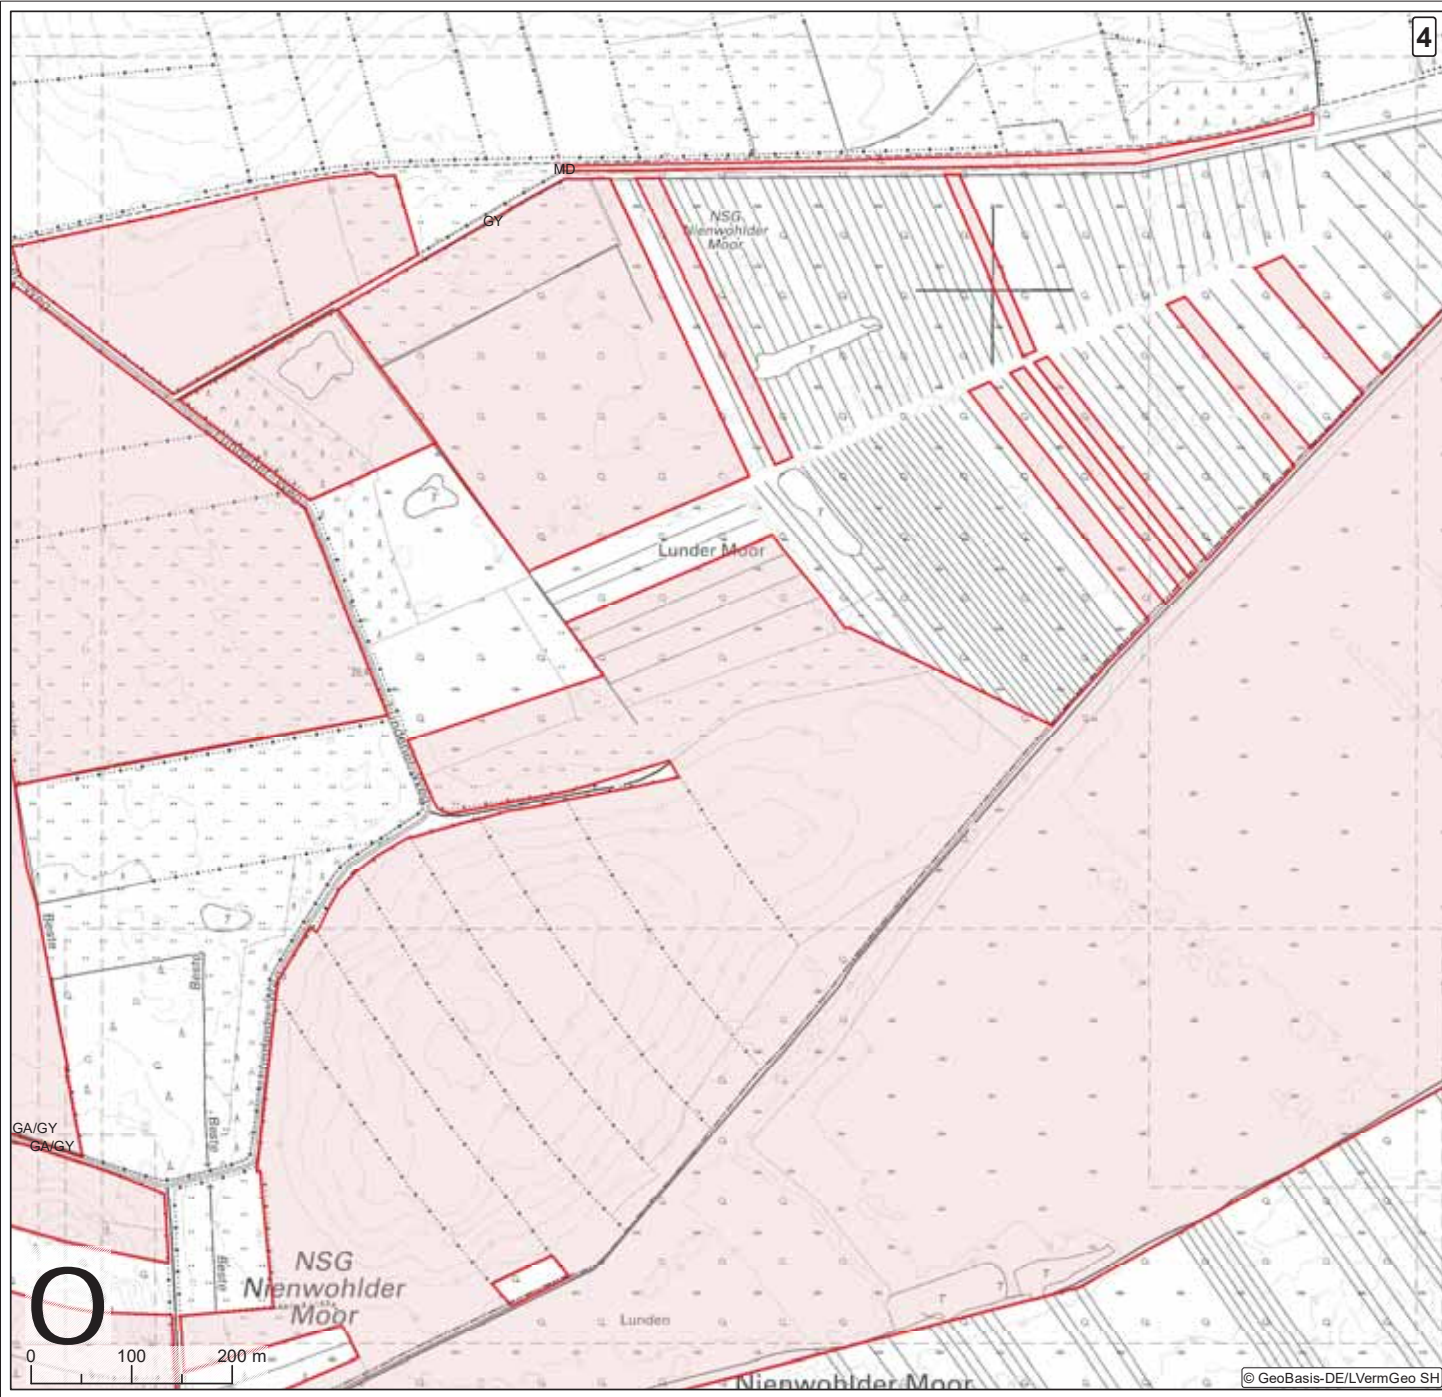 4
MD
GY
NSG
Nienwohlder
Moor
T
T
T
T
T
Lunder Moor
Beste
Beste
Beste
Beste
GA/GY
GA/GY
T
NSG
Nienwohlder
Moor
T
T
Lunden
O
0 100 200 m
Nienwohlder Moor
© GeoBasis-DE/LVermGeo SH